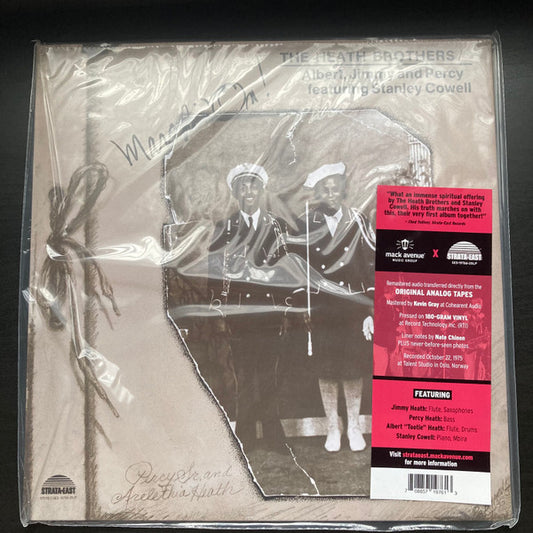 THE HEATH BROTHERS/
Albert, Jimmy and Percy
featuring Stanley Cowell
Marchin' On!
"What an immense spiritual offering
by The Heath Brothers and Stanley
Cowell. His truth marches on with
this, their very first album together!"
mack avenue
MUSIC GROUP
X
STRATA-EAST
Remastered audio transferred directly from the
ORIGINAL ANALOG TAPES
Mastered by Kevin Gray at Cohearent Audio
Pressed on 180-GRAM VINYL
at Record Technology Inc. (RTI)
Liner notes by Nate Chinen
PLUS never-before-seen photos.
Recorded October 22, 1975
at Talent Studio in Oslo, Norway
FEATURING
Jimmy Heath: Flute, Saxophones
Percy Heath: Bass
Albert "Tootie" Heath: Flute, Drums
Stanley Cowell: Piano, Mbira
Visit strataeast.mackavenue.com
for more information
STRATA-EAST
Percy Sr. and
Arelethia Heath